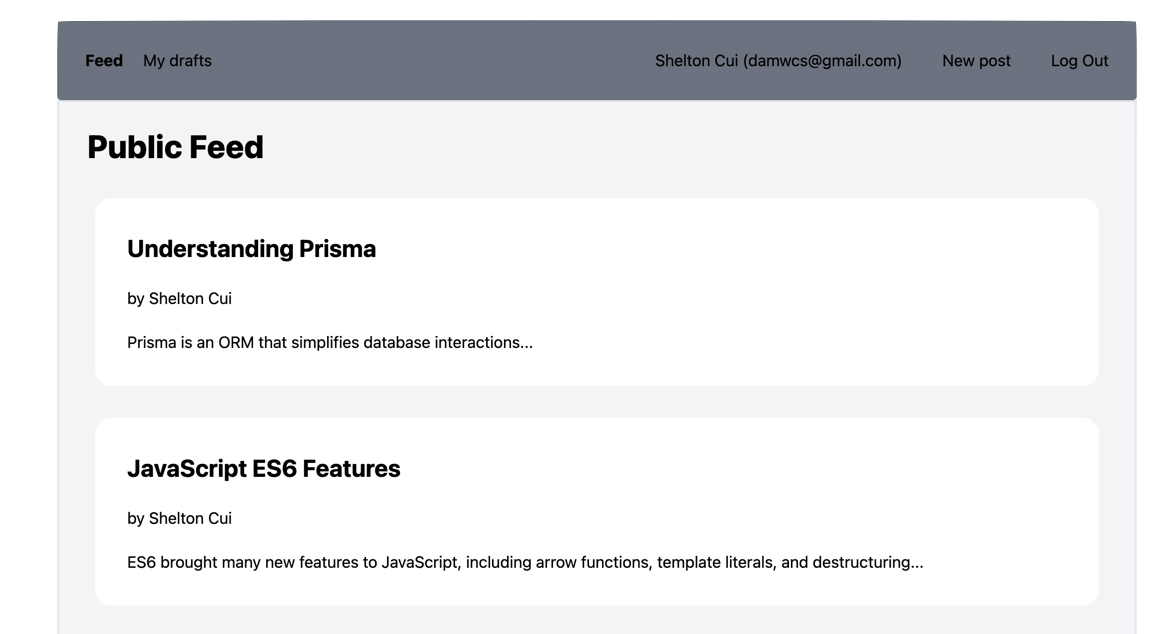 Feed My drafts Shelton Cui (damwcs@gmail.com) New post Log Out
Public Feed
Understanding Prisma
by Shelton Cui
Prisma is an ORM that simplifies database interactions...
JavaScript ES6 Features
by Shelton Cui
ES6 brought many new features to JavaScript, including arrow functions, template literals, and destructuring...